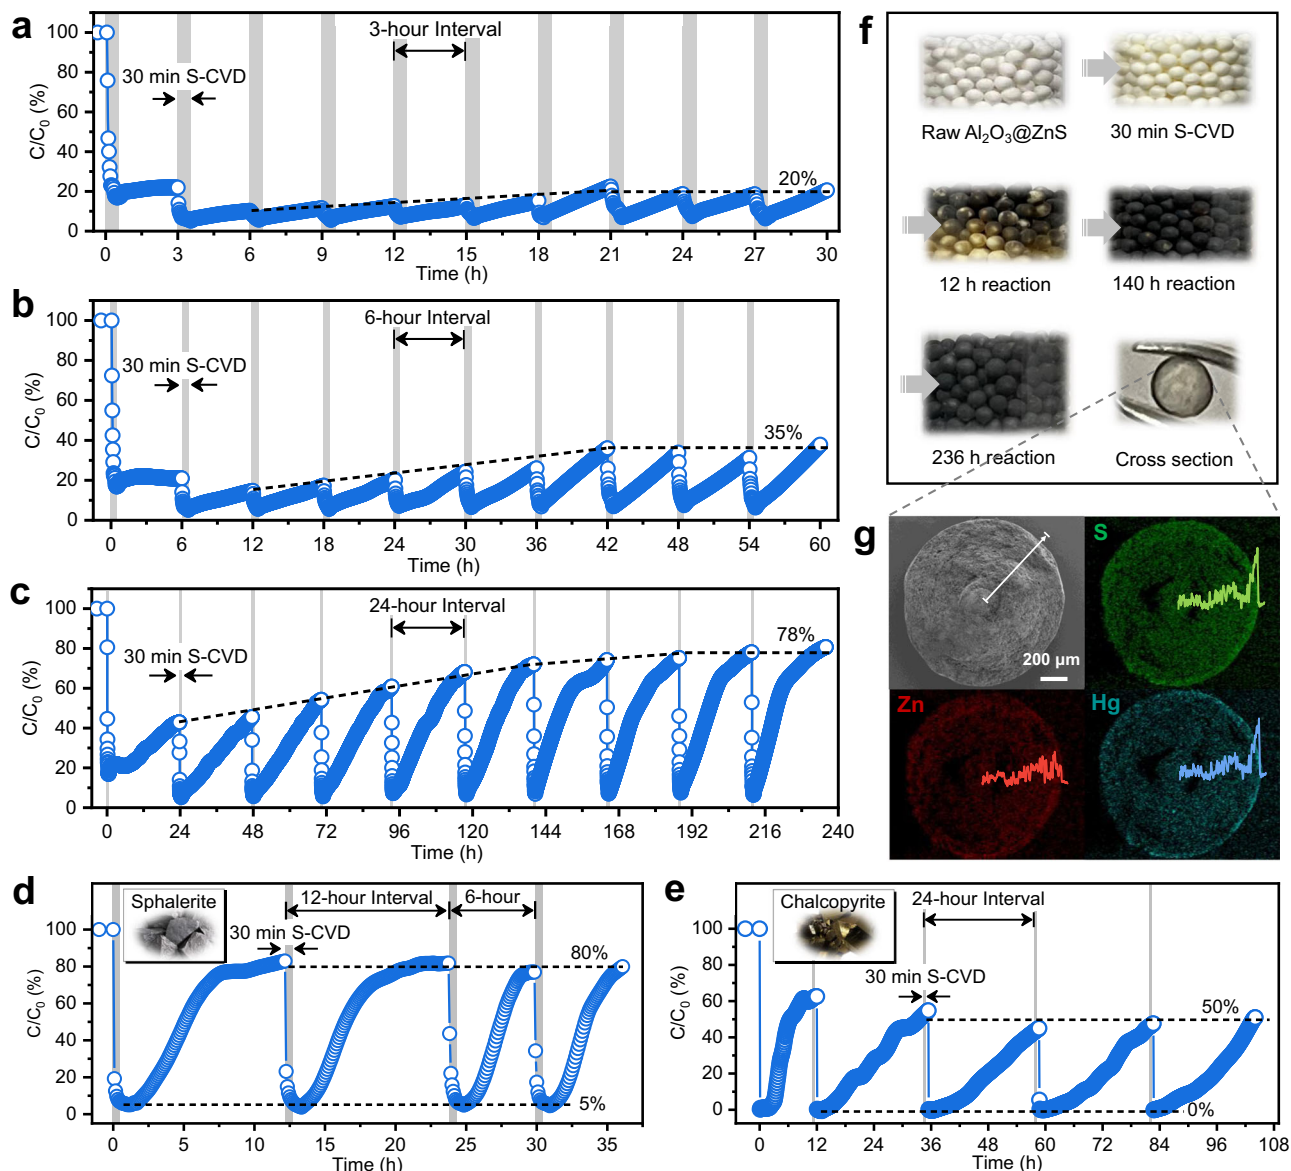 a
3-hour Interval
30 min S-CVD
20%
C/C₀ (%)
100
80
60
40
20
0
0 3 6 9 12 15 18 21 24 27 30
Time (h)
b
6-hour Interval
30 min S-CVD
35%
C/C₀ (%)
100
80
60
40
20
0
0 6 12 18 24 30 36 42 48 54 60
Time (h)
c
24-hour Interval
30 min S-CVD
78%
C/C₀ (%)
100
80
60
40
20
0
0 24 48 72 96 120 144 168 192 216 240
Time (h)
d
Sphalerite
12-hour Interval
6-hour
30 min S-CVD
80%
5%
C/C₀ (%)
100
80
60
40
20
0
0 5 10 15 20 25 30 35
Time (h)
e
Chalcopyrite
24-hour Interval
30 min S-CVD
50%
0%
C/C₀ (%)
100
80
60
40
20
0
0 12 24 36 48 60 72 84 96 108
Time (h)
f
Raw Al₂O₃@ZnS
30 min S-CVD
12 h reaction
140 h reaction
236 h reaction
Cross section
g
200 μm
S
Zn
Hg